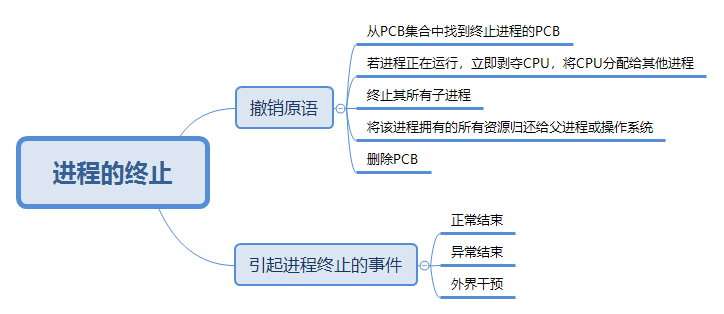 进程的终止
撤销原语
从PCB集合中找到终止进程的PCB
若进程正在运行，立即剥夺CPU，将CPU分配给其他进程
终止其所有子进程
将该进程拥有的所有资源归还给父进程或操作系统
删除PCB
引起进程终止的事件
正常结束
异常结束
外界干预